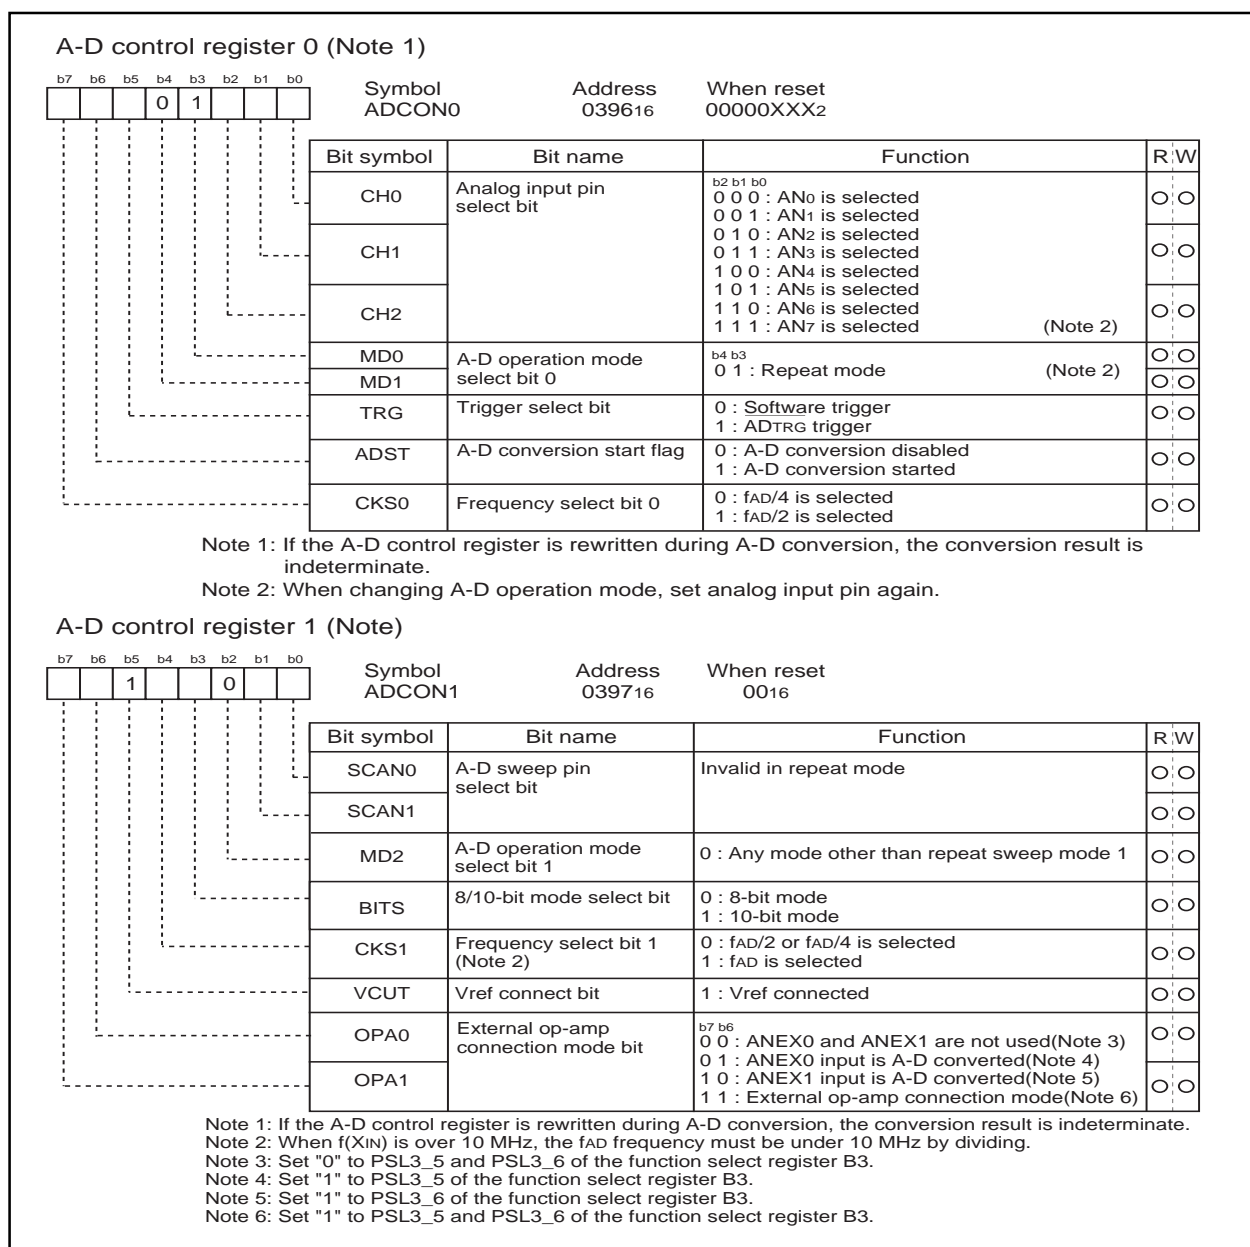 A-D control register 0 (Note 1)
b7 b6 b5 b4 b3 b2 b1 b0
0 1
Symbol Address When reset
ADCON0 039616 00000XXX2
Bit symbol Bit name Function R W
CH0 Analog input pin select bit
b2 b1 b0
0 0 0 : AN0 is selected
0 0 1 : AN1 is selected
0 1 0 : AN2 is selected
CH1 0 1 1 : AN3 is selected
1 0 0 : AN4 is selected
1 0 1 : AN5 is selected
CH2 1 1 0 : AN6 is selected
1 1 1 : AN7 is selected (Note 2)
MD0 A-D operation mode select bit 0
b4 b3
0 1 : Repeat mode (Note 2)
MD1
TRG Trigger select bit 0 : Software trigger
1 : ADTRG trigger
ADST A-D conversion start flag 0 : A-D conversion disabled
1 : A-D conversion started
CKS0 Frequency select bit 0 0 : fAD/4 is selected
1 : fAD/2 is selected
Note 1: If the A-D control register is rewritten during A-D conversion, the conversion result is
indeterminate.
Note 2: When changing A-D operation mode, set analog input pin again.
A-D control register 1 (Note)
b7 b6 b5 b4 b3 b2 b1 b0
1 0
Symbol Address When reset
ADCON1 039716 0016
Bit symbol Bit name Function R W
SCAN0 A-D sweep pin select bit Invalid in repeat mode
SCAN1
MD2 A-D operation mode select bit 1 0 : Any mode other than repeat sweep mode 1
BITS 8/10-bit mode select bit 0 : 8-bit mode
1 : 10-bit mode
CKS1 Frequency select bit 1 (Note 2) 0 : fAD/2 or fAD/4 is selected
1 : fAD is selected
VCUT Vref connect bit 1 : Vref connected
OPA0 External op-amp connection mode bit
b7 b6
0 0 : ANEX0 and ANEX1 are not used(Note 3)
0 1 : ANEX0 input is A-D converted(Note 4)
OPA1 1 0 : ANEX1 input is A-D converted(Note 5)
1 1 : External op-amp connection mode(Note 6)
Note 1: If the A-D control register is rewritten during A-D conversion, the conversion result is indeterminate.
Note 2: When f(XIN) is over 10 MHz, the fAD frequency must be under 10 MHz by dividing.
Note 3: Set "0" to PSL3_5 and PSL3_6 of the function select register B3.
Note 4: Set "1" to PSL3_5 of the function select register B3.
Note 5: Set "1" to PSL3_6 of the function select register B3.
Note 6: Set "1" to PSL3_5 and PSL3_6 of the function select register B3.